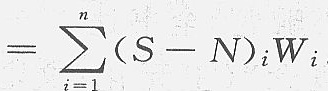 = \sum_{i=1}^{n} (S - N)_i W_i